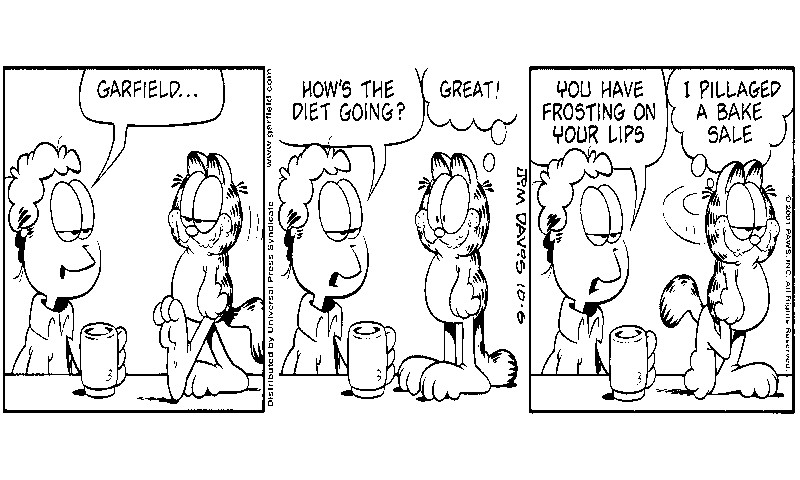 GARFIELD...
www.garfield.com
Distributed by Universal Press Syndicate
HOW'S THE
DIET GOING?
GREAT!
JIM DAVIS 10-6
YOU HAVE
FROSTING ON
YOUR LIPS
I PILLAGED
A BAKE
SALE
PAWS, INC. All Rights Reserved.